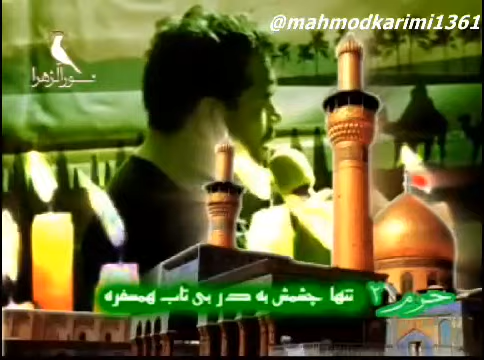 @mahmodkarimi1361
نورالزهرا
حرم ۲ تنها چشمش به در بی تاب همسفره